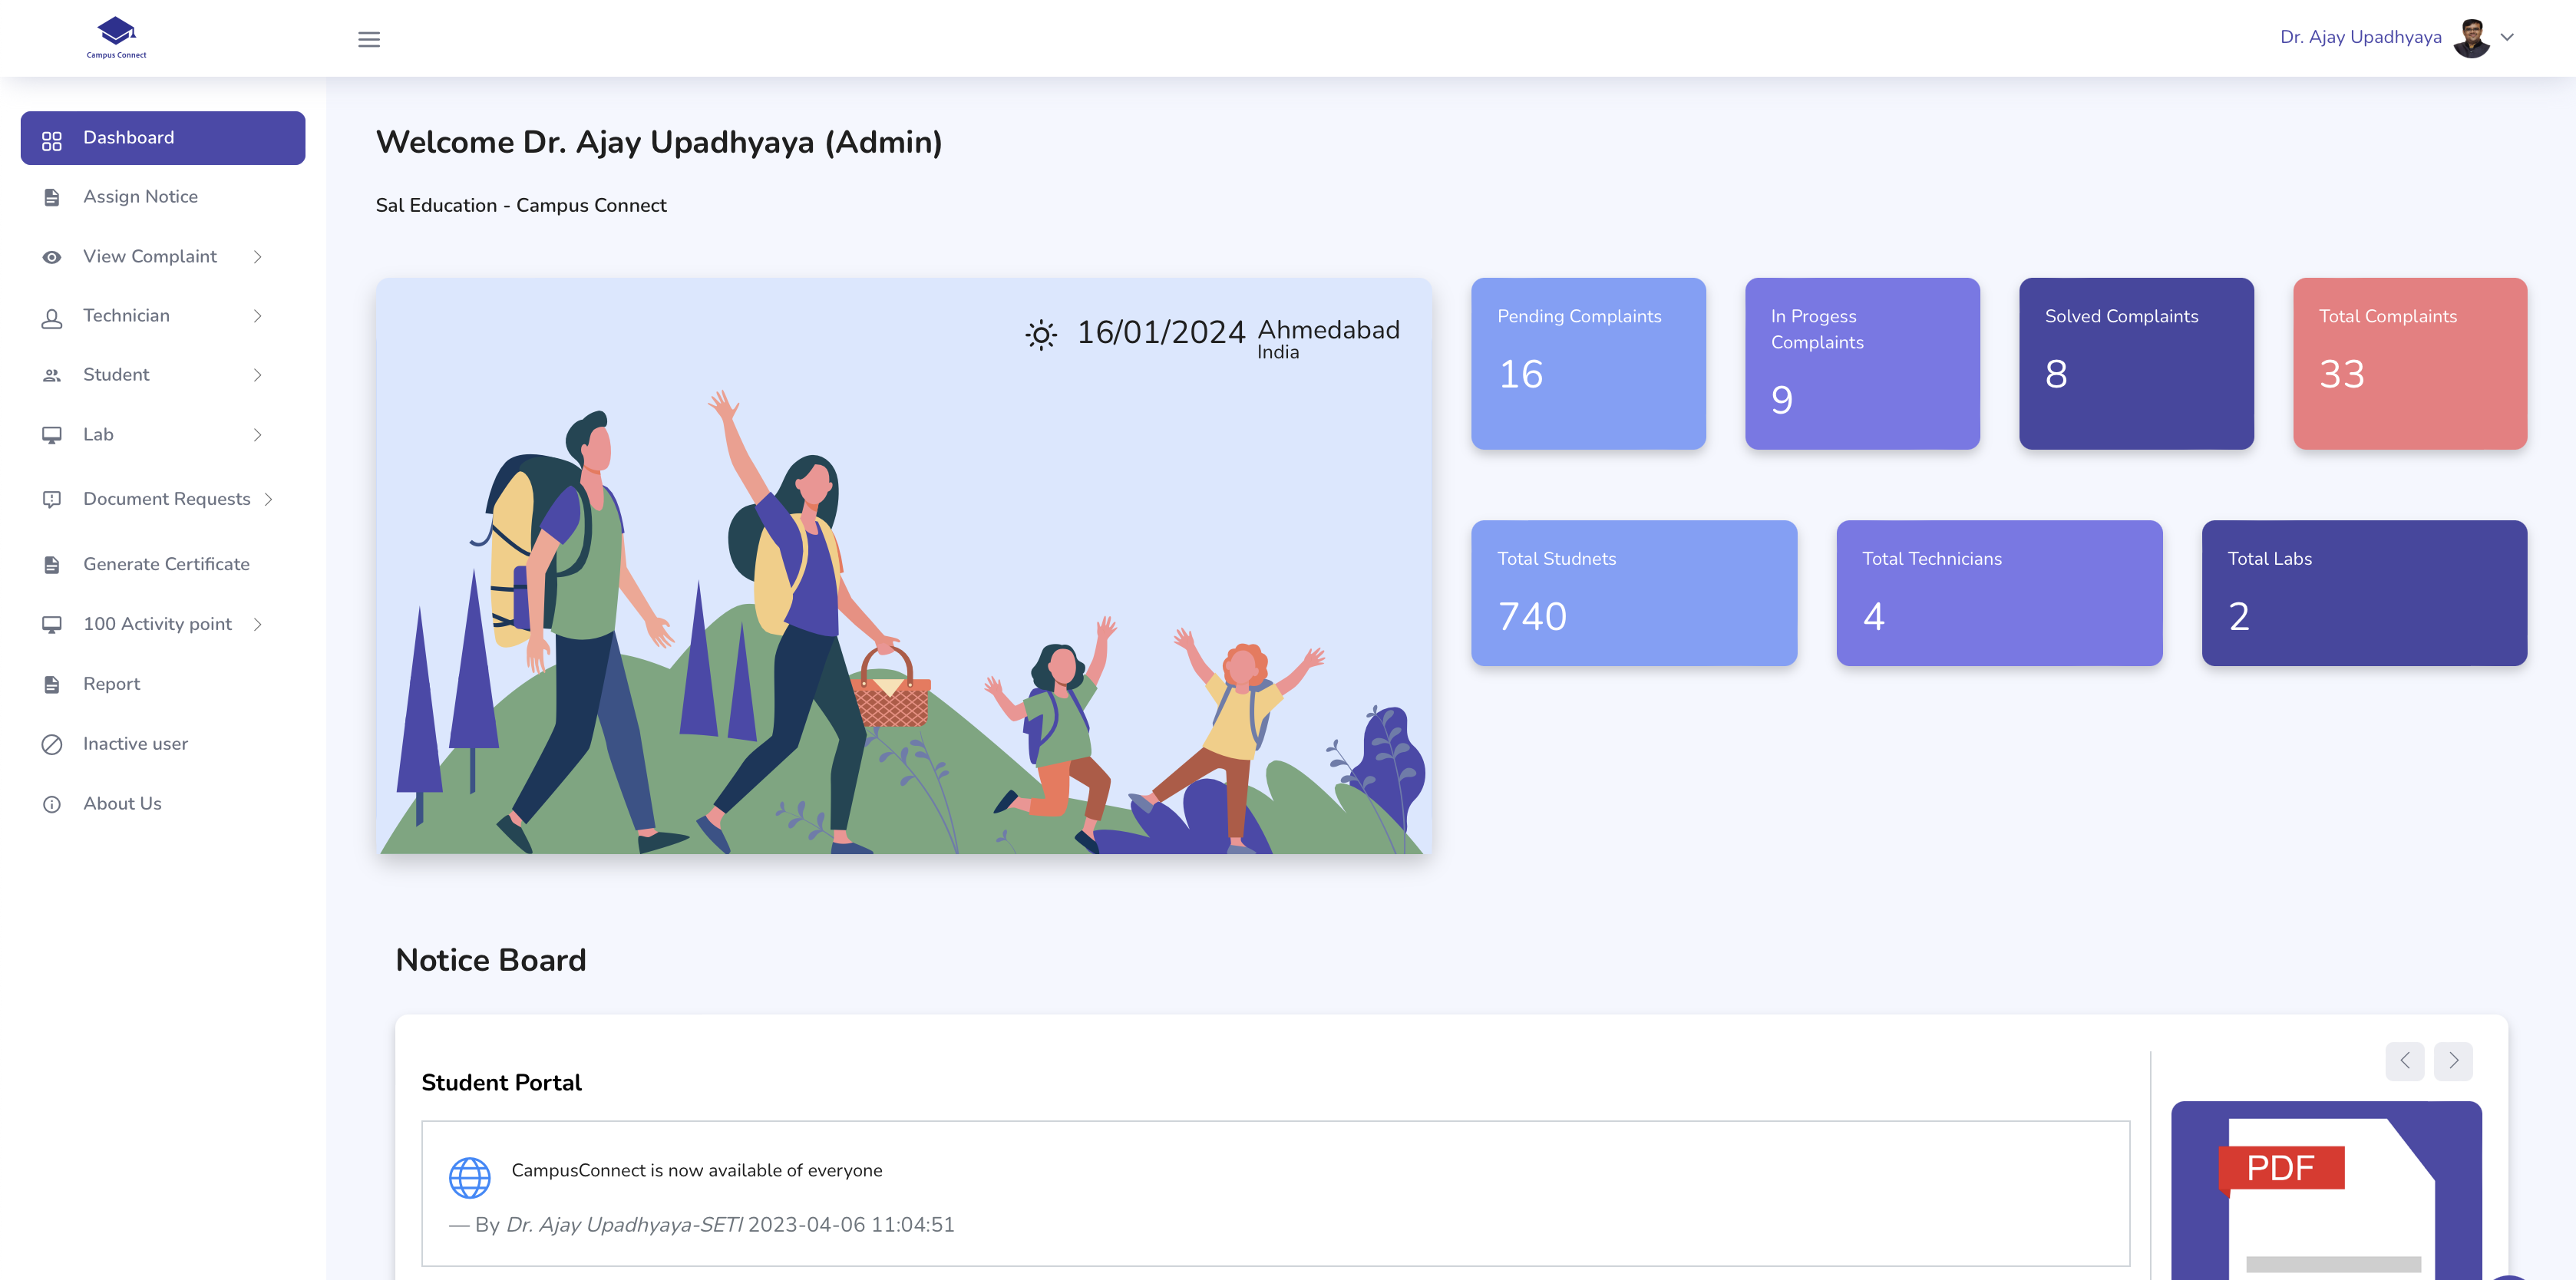 Campus Connect
Dr. Ajay Upadhyaya
Dashboard
Assign Notice
View Complaint
Technician
Student
Lab
Document Requests
Generate Certificate
100 Activity point
Report
Inactive user
About Us
Welcome Dr. Ajay Upadhyaya (Admin)
Sal Education - Campus Connect
16/01/2024 Ahmedabad
India
Pending Complaints
16
In Progess
Complaints
9
Solved Complaints
8
Total Complaints
33
Total Studnets
740
Total Technicians
4
Total Labs
2
Notice Board
Student Portal
CampusConnect is now available of everyone
— By Dr. Ajay Upadhyaya-SETI 2023-04-06 11:04:51
PDF